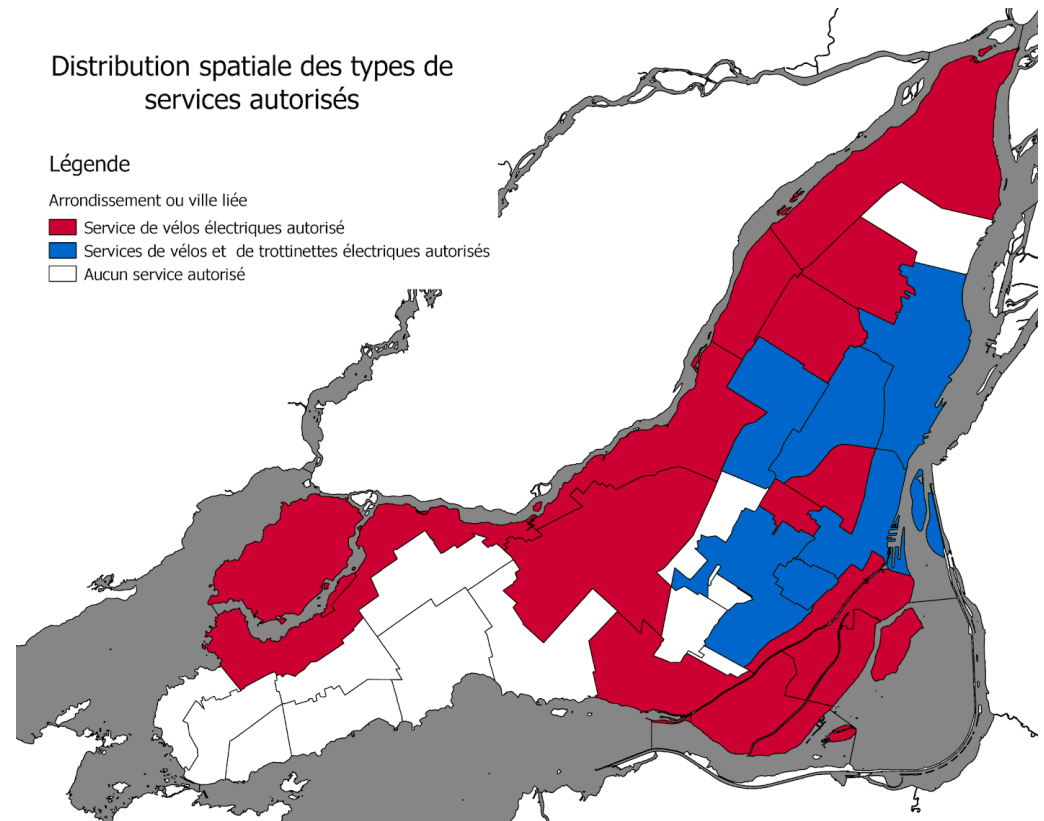 Distribution spatiale des types de
services autorisés
Légende
Arrondissement ou ville liée
Service de vélos électriques autorisé
Services de vélos et de trottinettes électriques autorisés
Aucun service autorisé